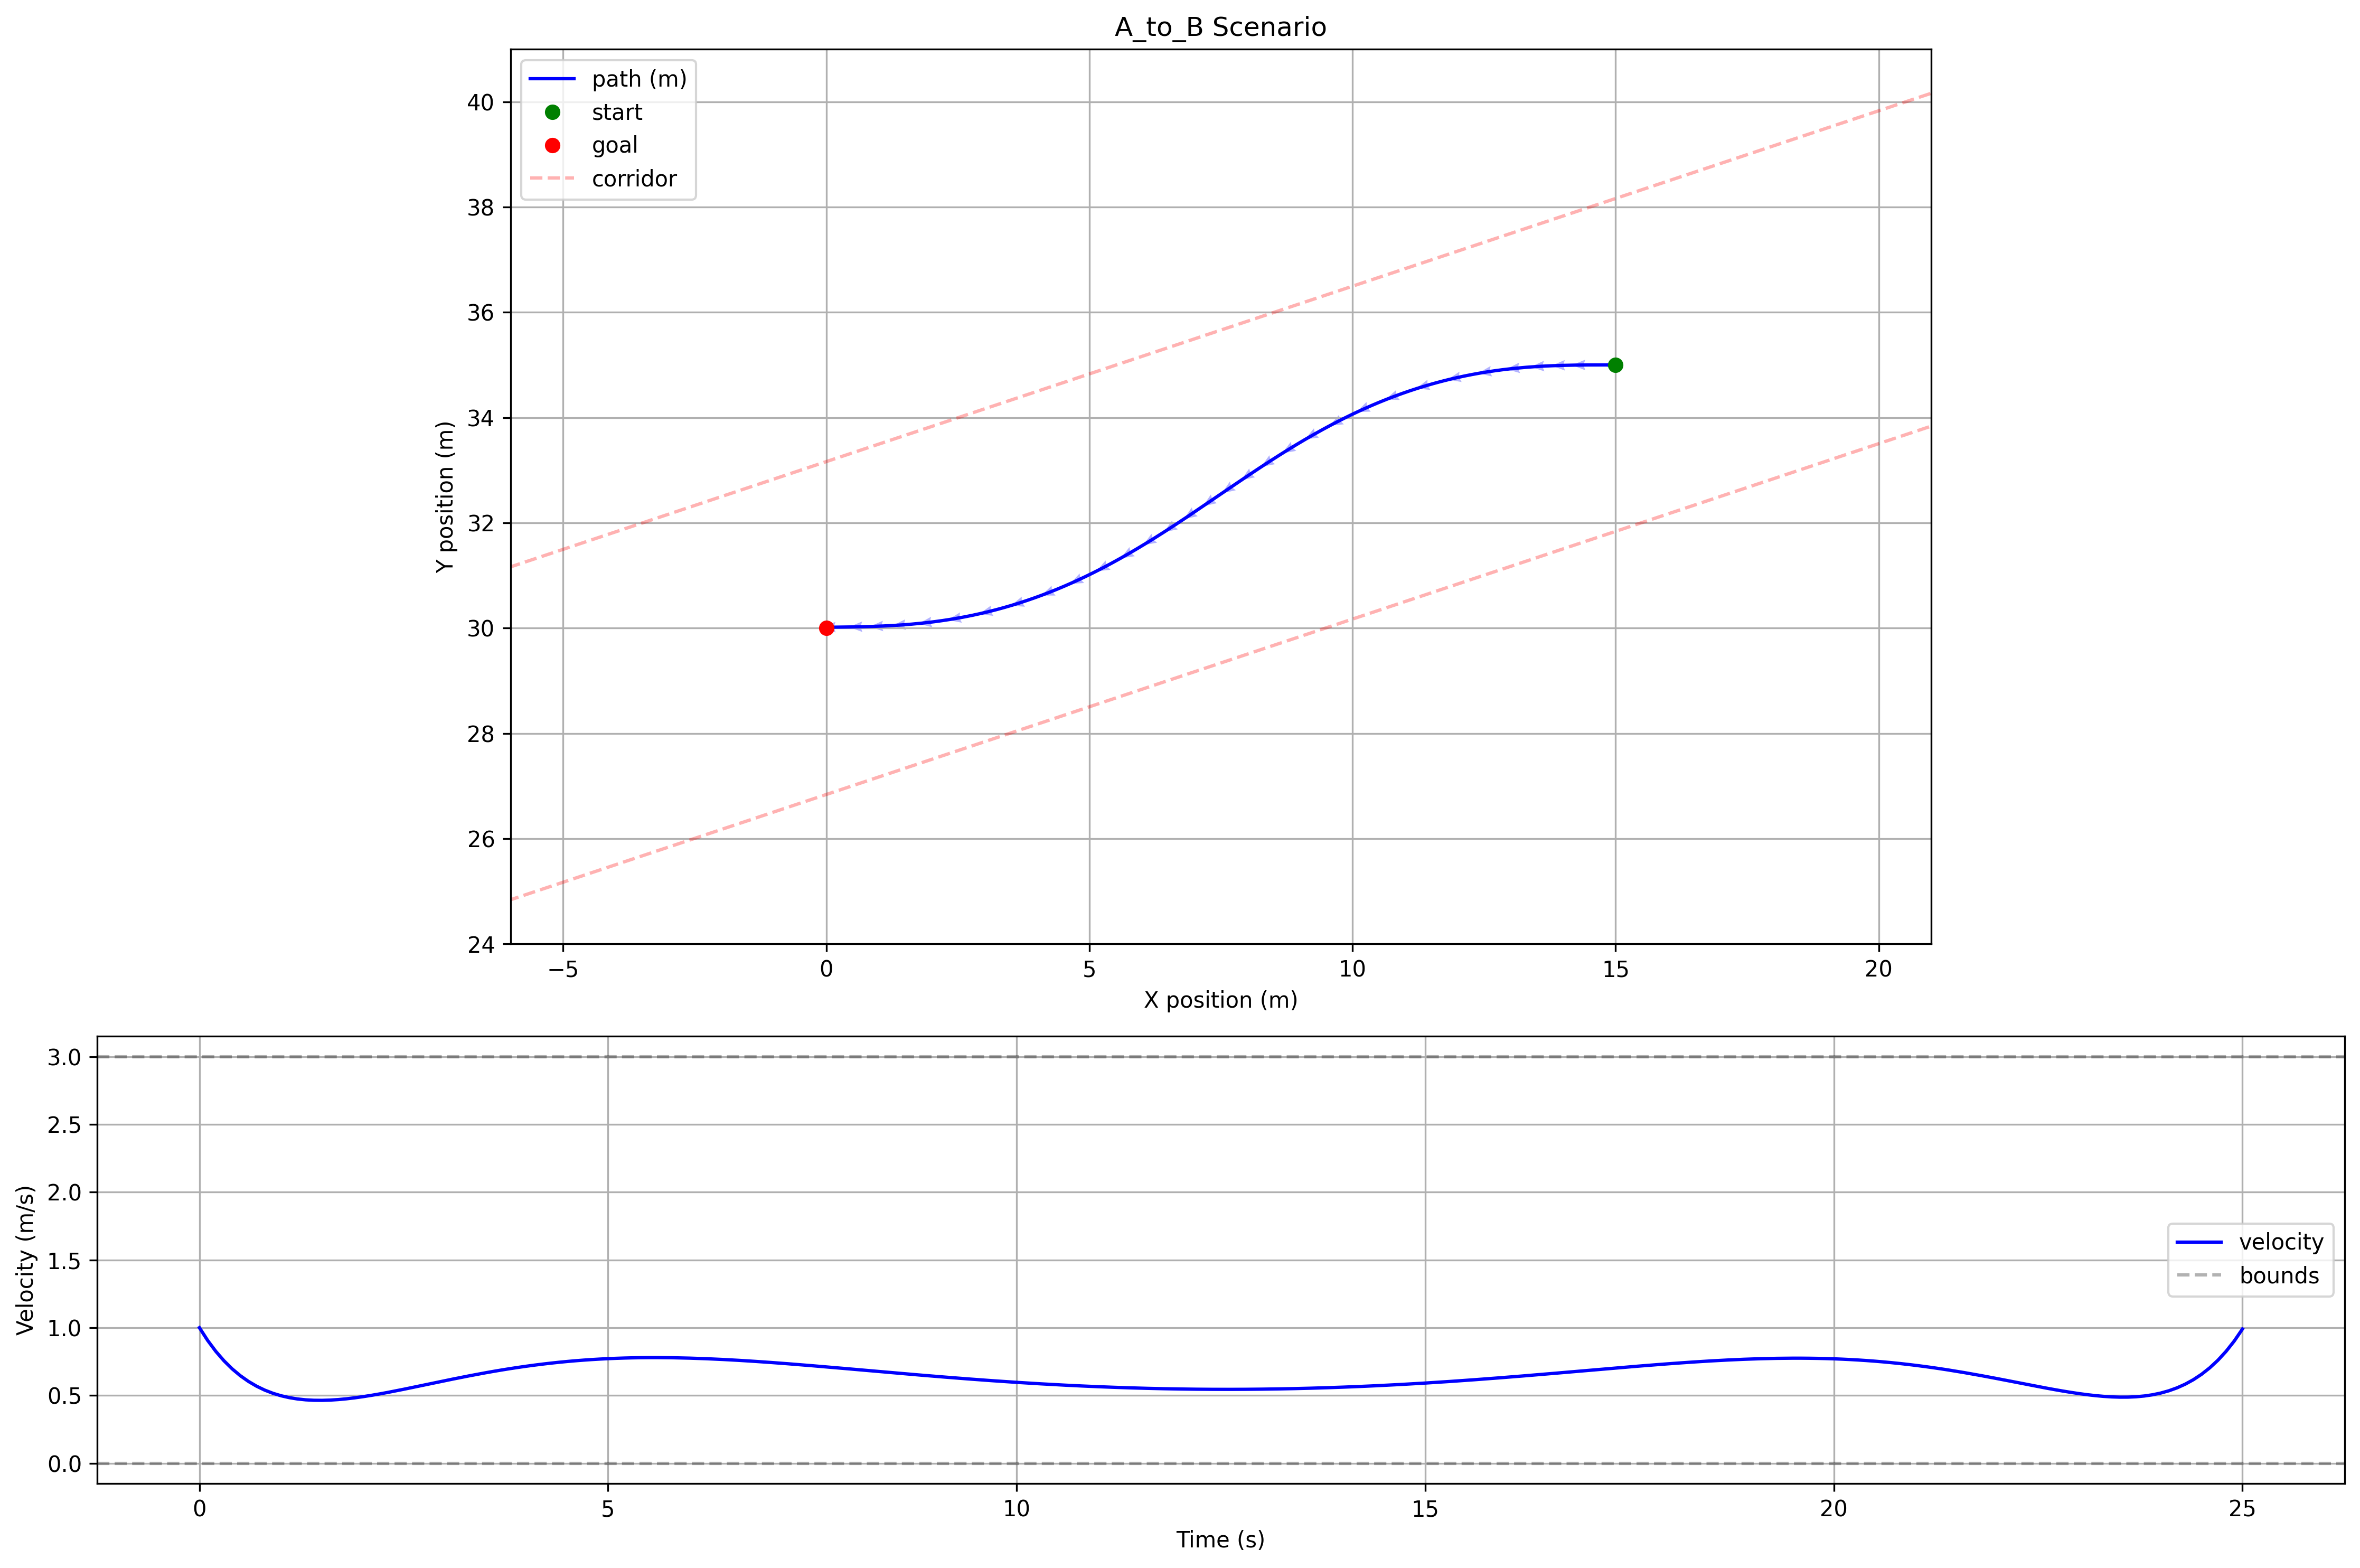 A_to_B Scenario
path (m)
start
goal
corridor
Y position (m)
40
38
36
34
32
30
28
26
24
−5
0
5
10
15
20
X position (m)
Velocity (m/s)
3.0
2.5
2.0
1.5
1.0
0.5
0.0
velocity
bounds
0
5
10
15
20
25
Time (s)